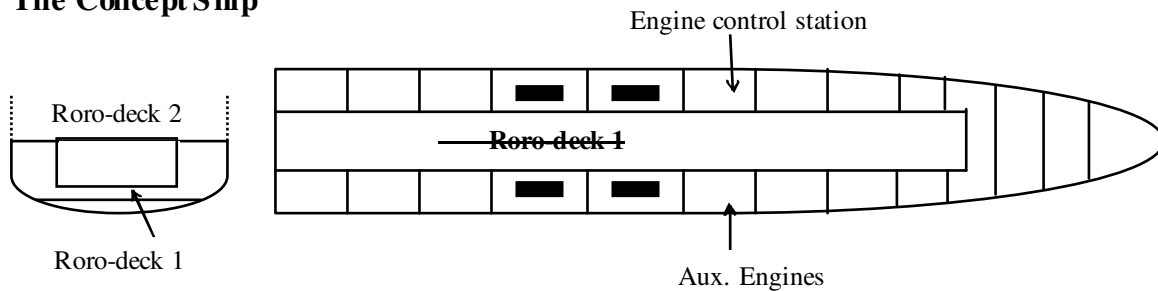 The Concept Ship
Engine control station
Roro-deck 2
Roro-deck 1
Roro-deck 1
Aux. Engines